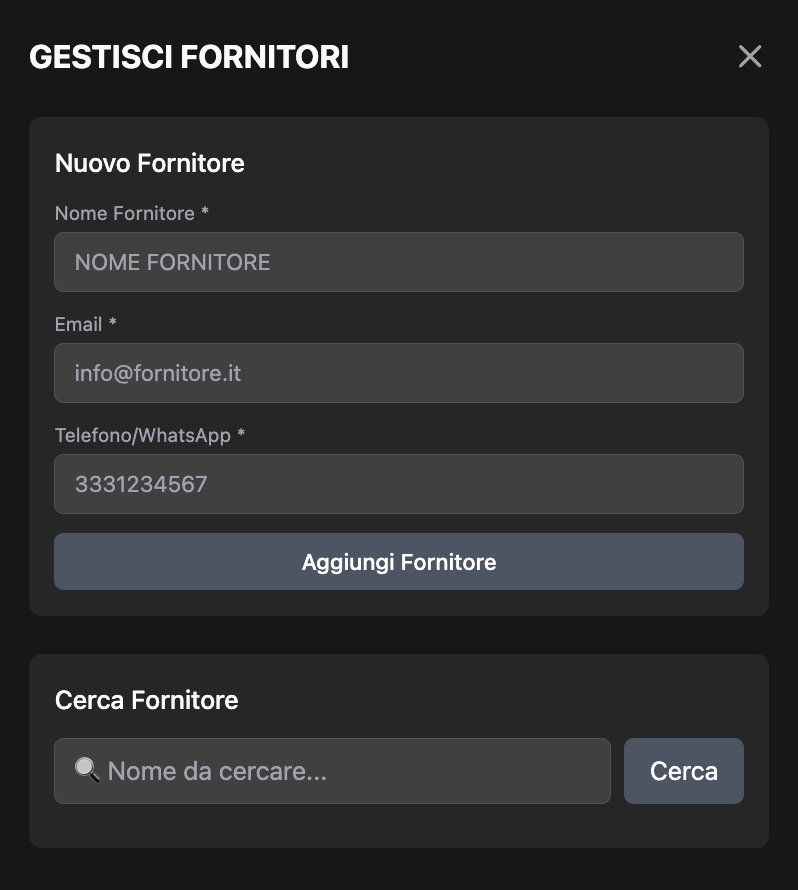 GESTISCI FORNITORI
Nuovo Fornitore
Nome Fornitore *
NOME FORNITORE
Email *
info@fornitore.it
Telefono/WhatsApp *
3331234567
Aggiungi Fornitore
Cerca Fornitore
🔍 Nome da cercare...
Cerca